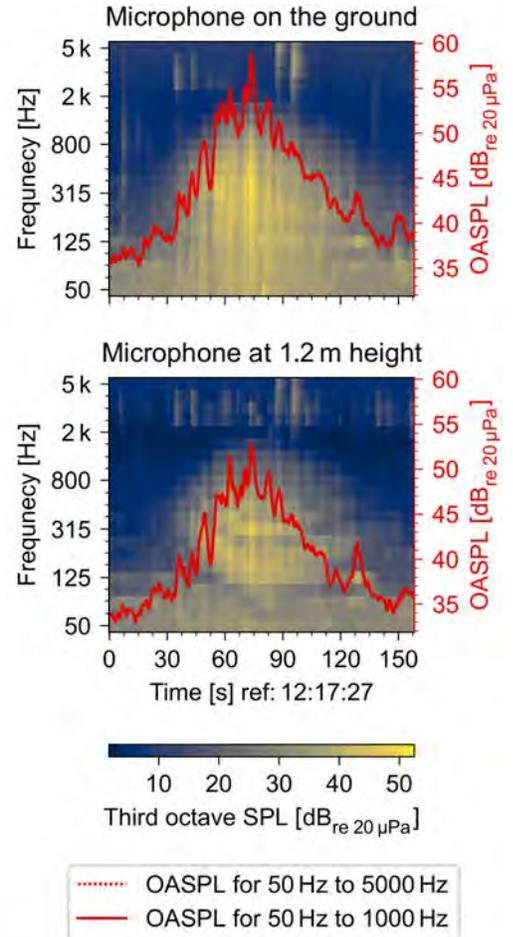 Microphone on the ground
5 k
2 k
800
315
125
50
Frequnecy [Hz]
60
55
50
45
40
35
OASPL [dBre 20 µPa]
Microphone at 1.2 m height
5 k
2 k
800
315
125
50
Frequnecy [Hz]
60
55
50
45
40
35
OASPL [dBre 20 µPa]
0 30 60 90 120 150
Time [s] ref: 12:17:27
10 20 30 40 50
Third octave SPL [dBre 20 µPa]
OASPL for 50 Hz to 5000 Hz
OASPL for 50 Hz to 1000 Hz